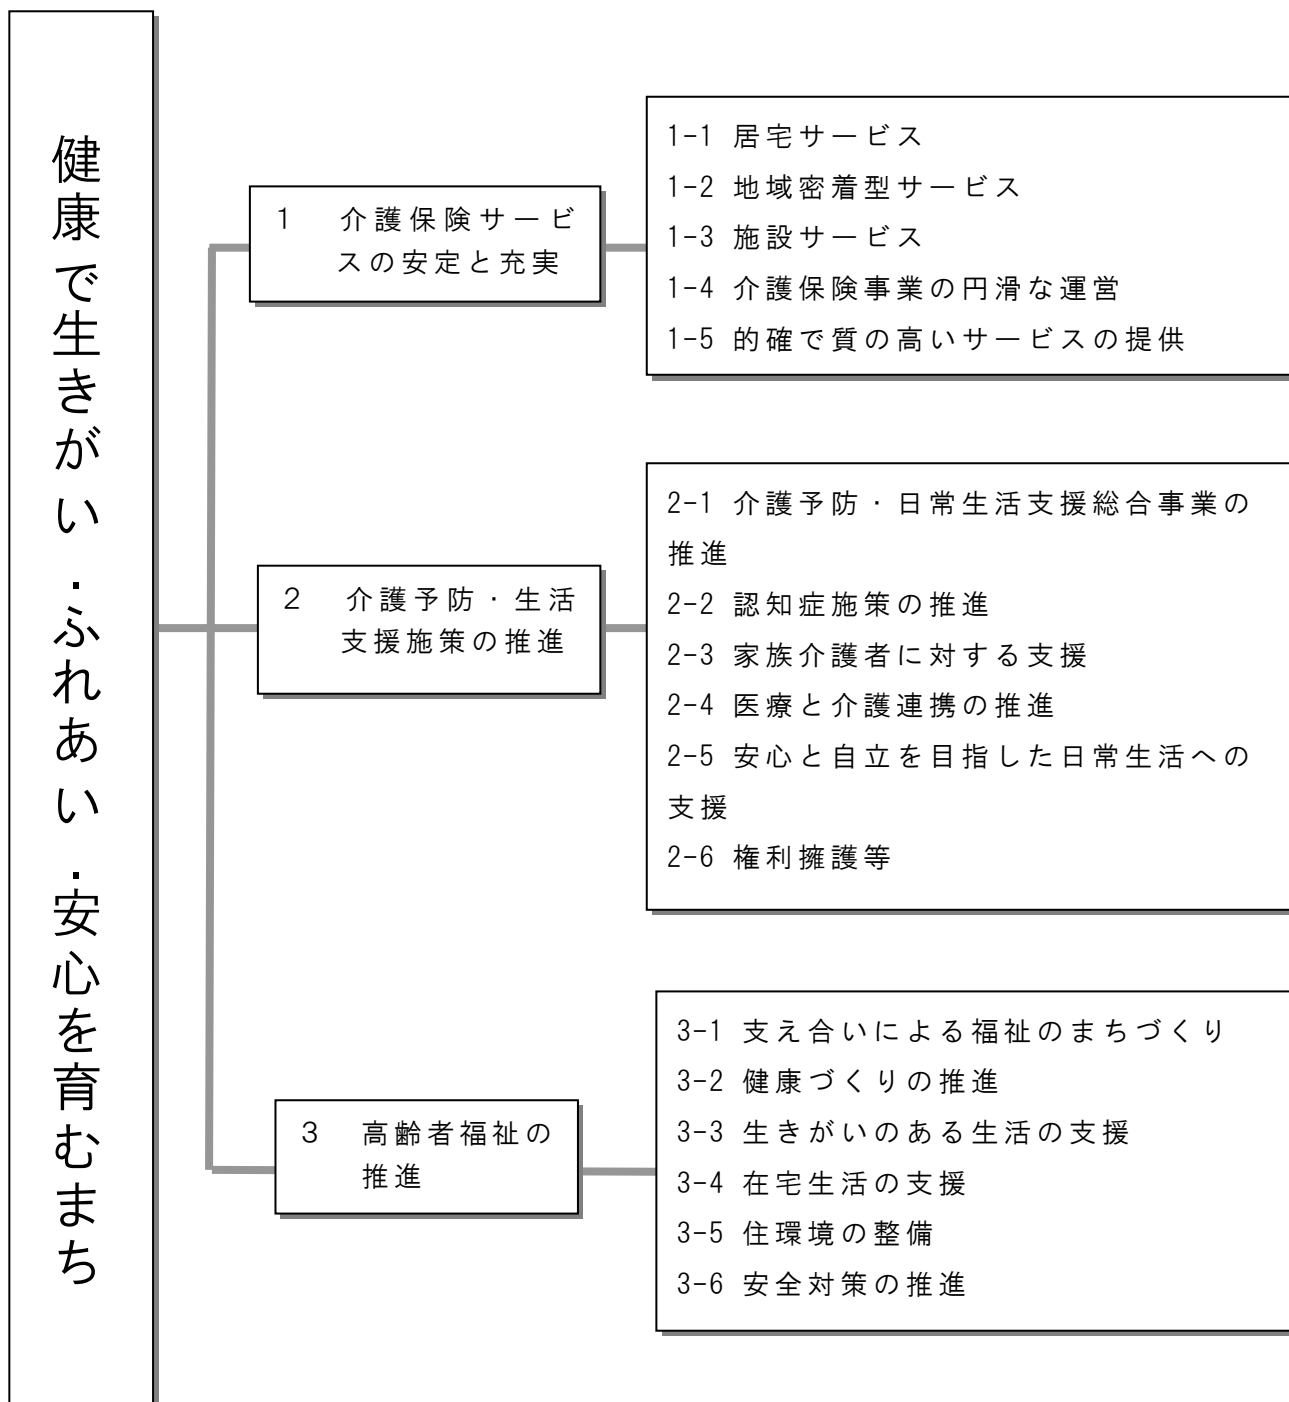 健康で生きがい・ふれあい・安心を育むまち
1 介護保険サービ
スの安定と充実
1-1 居宅サービス
1-2 地域密着型サービス
1-3 施設サービス
1-4 介護保険事業の円滑な運営
1-5 的確で質の高いサービスの提供
2 介護予防・生活
支援施策の推進
2-1 介護予防・日常生活支援総合事業の
推進
2-2 認知症施策の推進
2-3 家族介護者に対する支援
2-4 医療と介護連携の推進
2-5 安心と自立を目指した日常生活への
支援
2-6 権利擁護等
3 高齢者福祉の
推進
3-1 支え合いによる福祉のまちづくり
3-2 健康づくりの推進
3-3 生きがいのある生活の支援
3-4 在宅生活の支援
3-5 住環境の整備
3-6 安全対策の推進